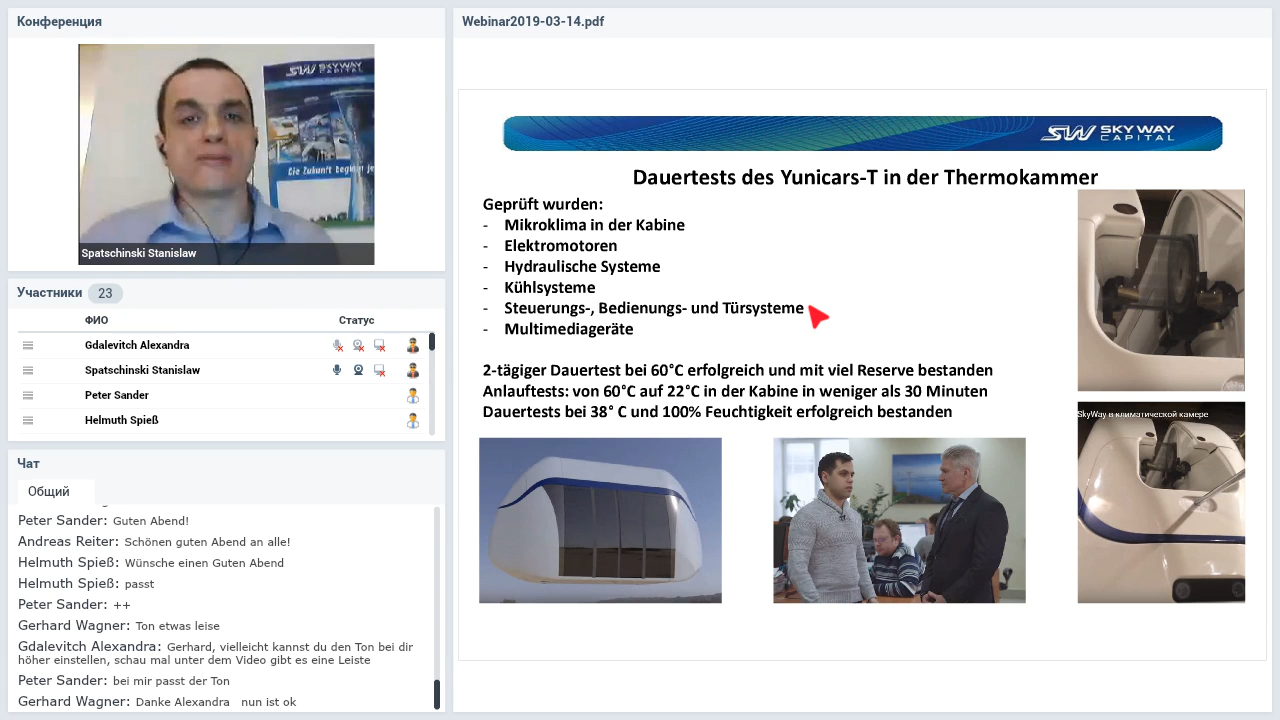 Конференция
SKYWAY
CAPITAL
Die Zukunft beginnt je
Spatschinski Stanislaw
Участники 23
ФИО Статус
Gdalevitch Alexandra
Spatschinski Stanislaw
Peter Sander
Helmuth Spieß
Чат
Общий
Peter Sander: Guten Abend!
Andreas Reiter: Schönen guten Abend an alle!
Helmuth Spieß: Wünsche einen Guten Abend
Helmuth Spieß: passt
Peter Sander: ++
Gerhard Wagner: Ton etwas leise
Gdalevitch Alexandra: Gerhard, vielleicht kannst du den Ton bei dir
höher einstellen, schau mal unter dem Video gibt es eine Leiste
Peter Sander: bei mir passt der Ton
Gerhard Wagner: Danke Alexandra nun ist ok
Webinar2019-03-14.pdf
SW SKY WAY
CAPITAL
Dauertests des Yunicars-T in der Thermokammer
Geprüft wurden:
- Mikroklima in der Kabine
- Elektromotoren
- Hydraulische Systeme
- Kühlsysteme
- Steuerungs-, Bedienungs- und Türsysteme
- Multimediageräte
2-tägiger Dauertest bei 60°C erfolgreich und mit viel Reserve bestanden
Anlauftests: von 60°C auf 22°C in der Kabine in weniger als 30 Minuten
Dauertests bei 38° C und 100% Feuchtigkeit erfolgreich bestanden
SkyWay в климатической камере